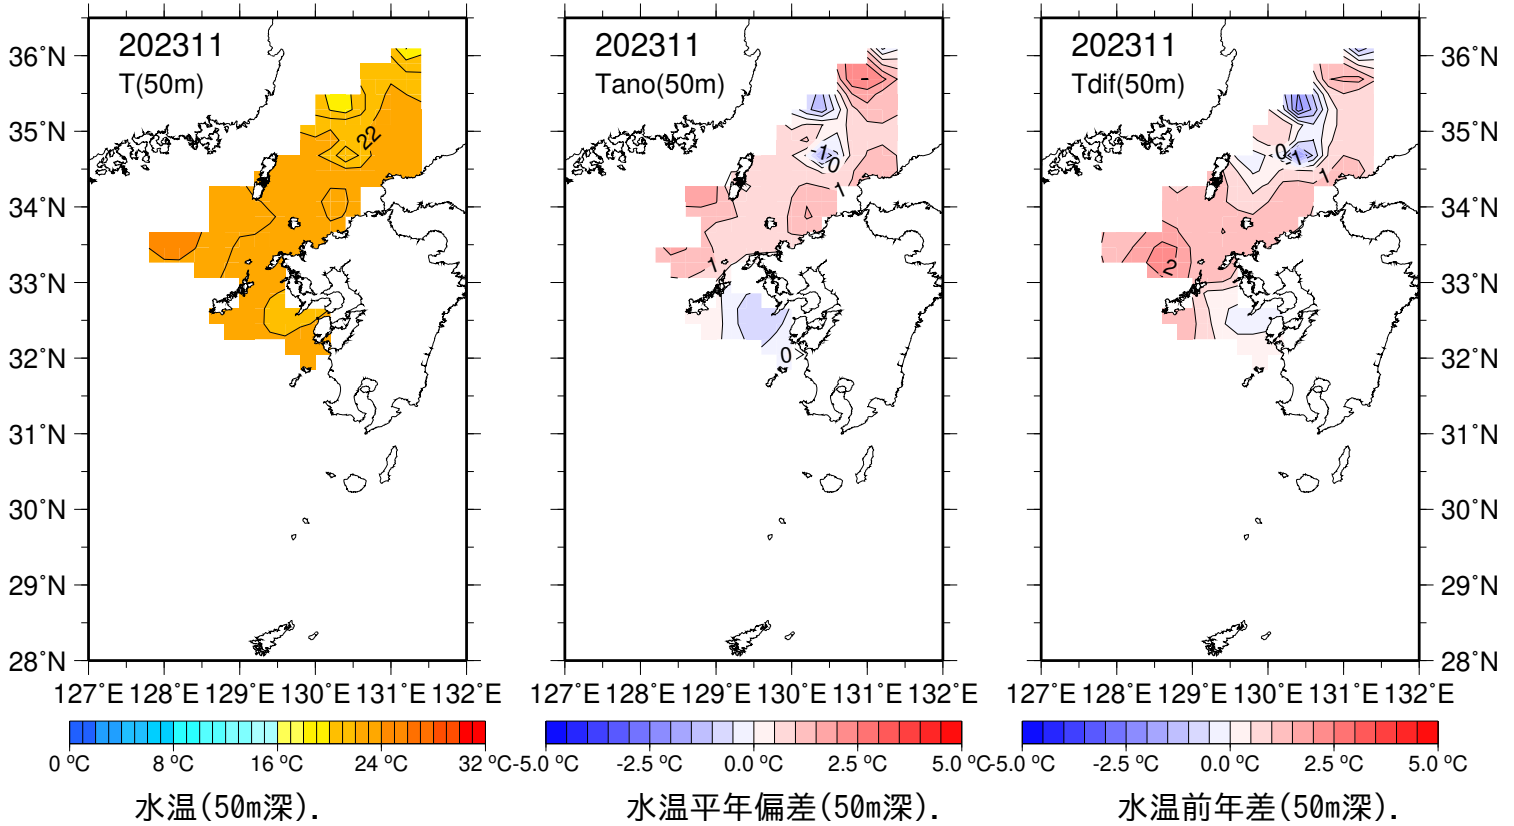 202311
T(50m)
202311
Tano(50m)
202311
Tdif(50m)
36°N
35°N
34°N
33°N
32°N
31°N
30°N
29°N
28°N
36°N
35°N
34°N
33°N
32°N
31°N
30°N
29°N
28°N
22
-1
0
1
1
0
0
-1
1
2
127°E 128°E 129°E 130°E 131°E 132°E
127°E 128°E 129°E 130°E 131°E 132°E
127°E 128°E 129°E 130°E 131°E 132°E
0 °C 8 °C 16 °C 24 °C 32 °C
-5.0 °C -2.5 °C 0.0 °C 2.5 °C 5.0 °C
-5.0 °C -2.5 °C 0.0 °C 2.5 °C 5.0 °C
水温(50m深).
水温平年偏差(50m深).
水温前年差(50m深).